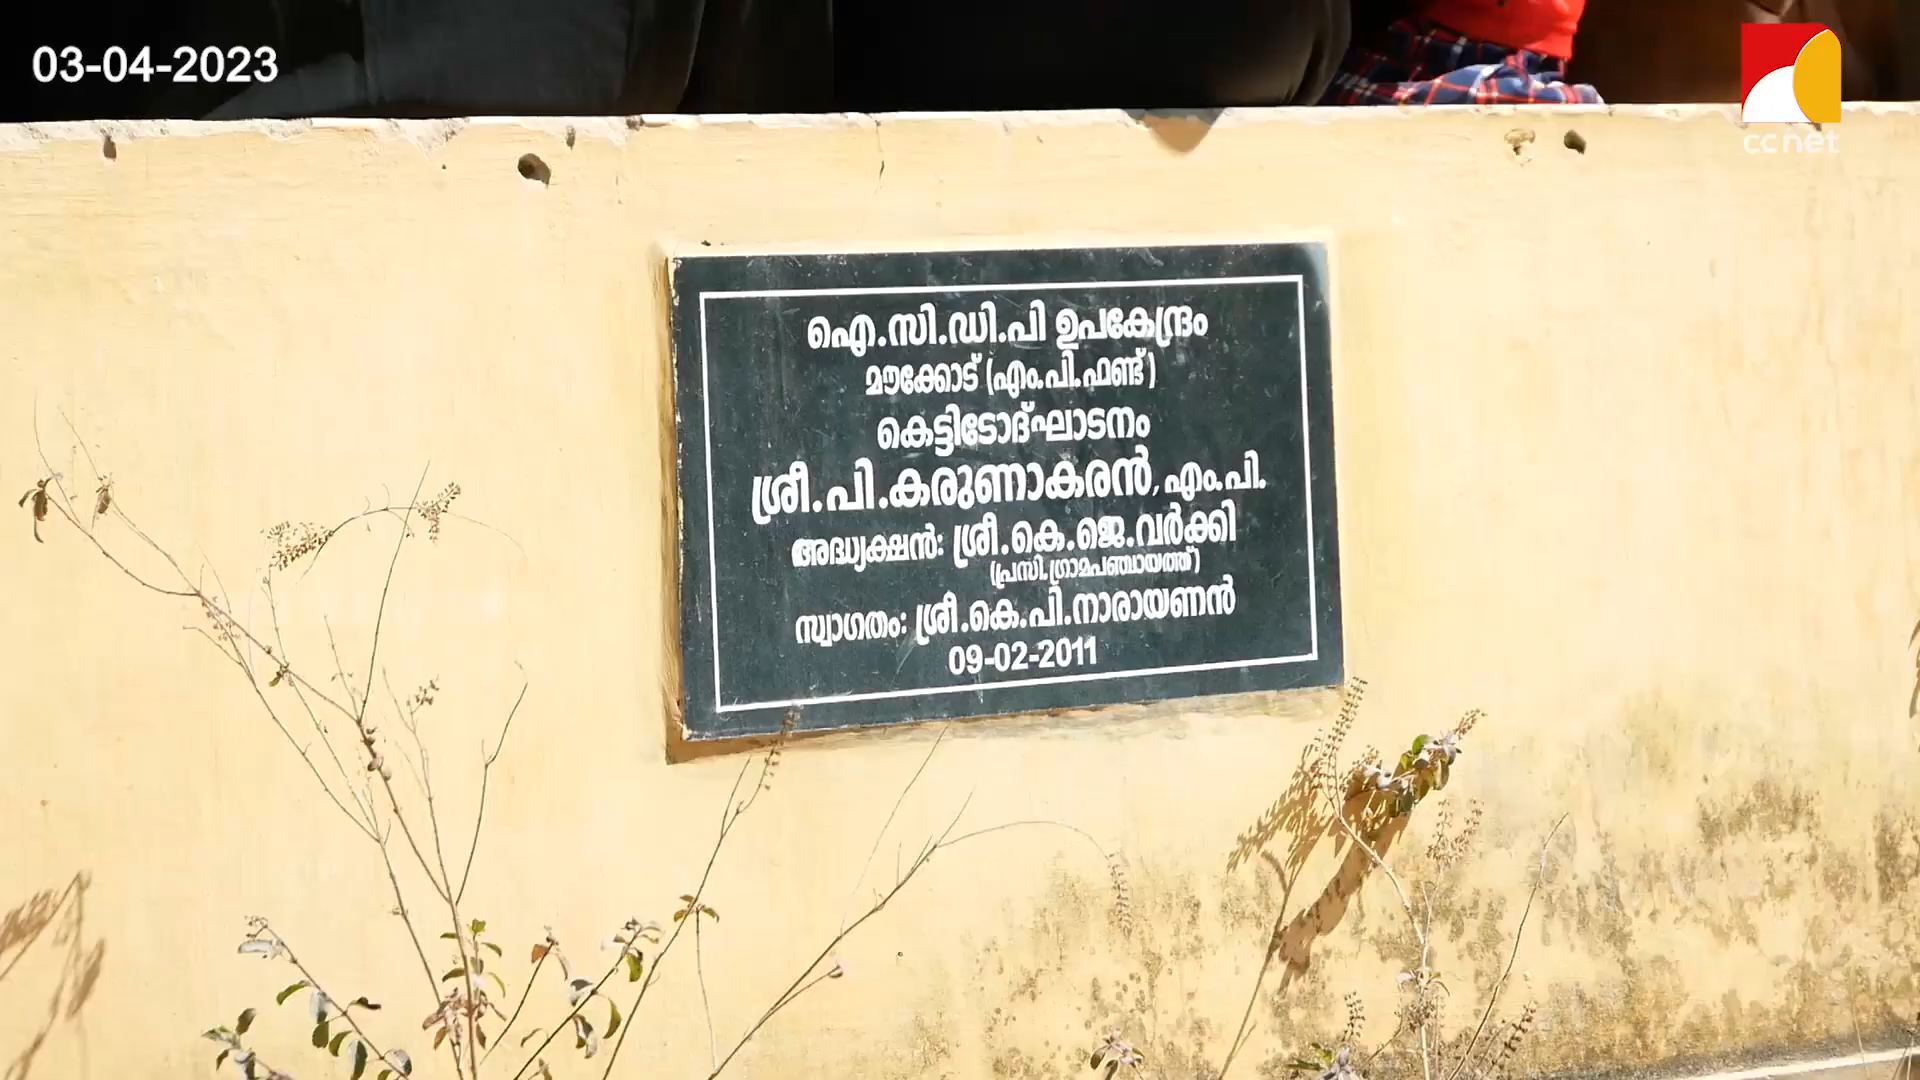 03-04-2023
ccnet
ഐ.സി.ഡി.പി ഉപകേന്ദ്രം
മൗക്കോട് (എം.പി.ഫണ്ട്)
കെട്ടിടോദ്ഘാടനം
ശ്രീ.പി.കരുണാകരൻ, എം.പി.
അദ്ധ്യക്ഷൻ: ശ്രീ.കെ.ജെ.വർക്കി
(പ്രസി.ഗ്രാമപഞ്ചായത്ത്)
സ്വാഗതം: ശ്രീ.കെ.പി.നാരായണൻ
09-02-2011